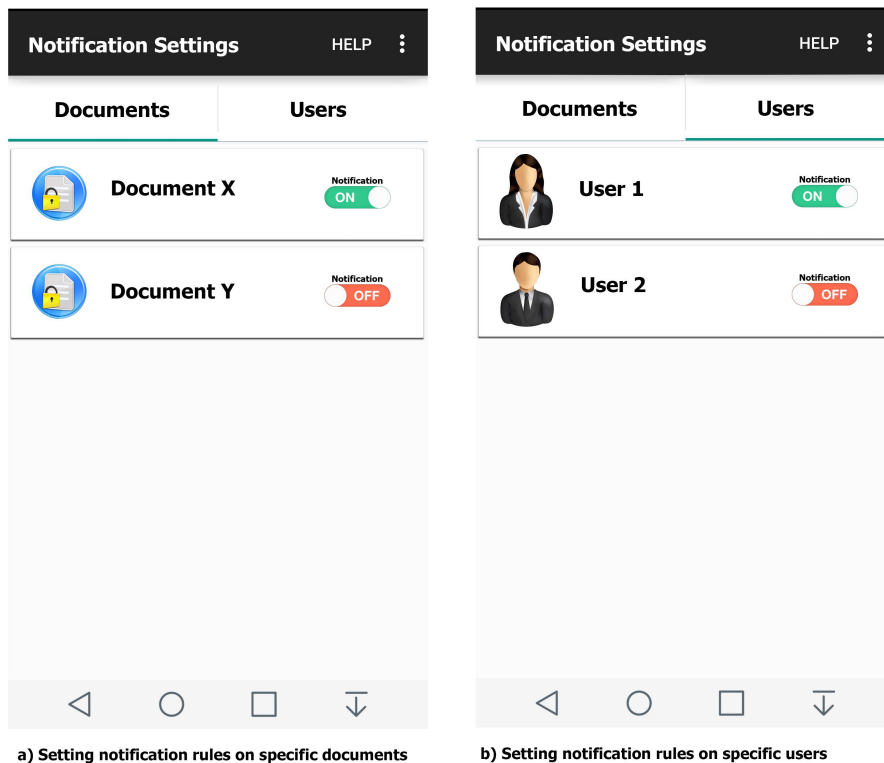 Notification Settings HELP
Documents Users
Document X
Notification
ON
Document Y
Notification
OFF
a) Setting notification rules on specific documents
Notification Settings HELP
Documents Users
User 1
Notification
ON
User 2
Notification
OFF
b) Setting notification rules on specific users